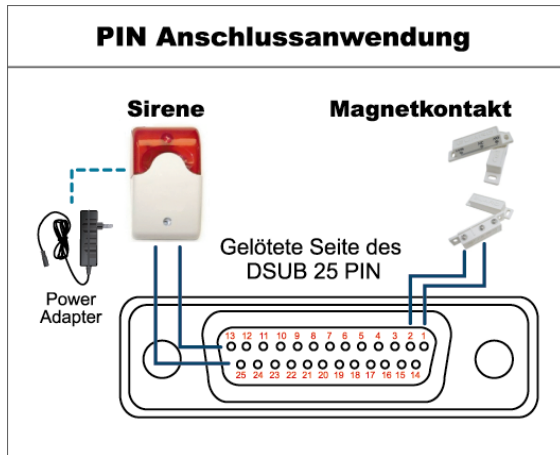 PIN Anschlussanwendung
Sirene
Magnetkontakt
Gelötete Seite des
DSUB 25 PIN
Power
Adapter
13 12 11 10 9 8 7 6 5 4 3 2 1
25 24 23 22 21 20 19 18 17 16 15 14